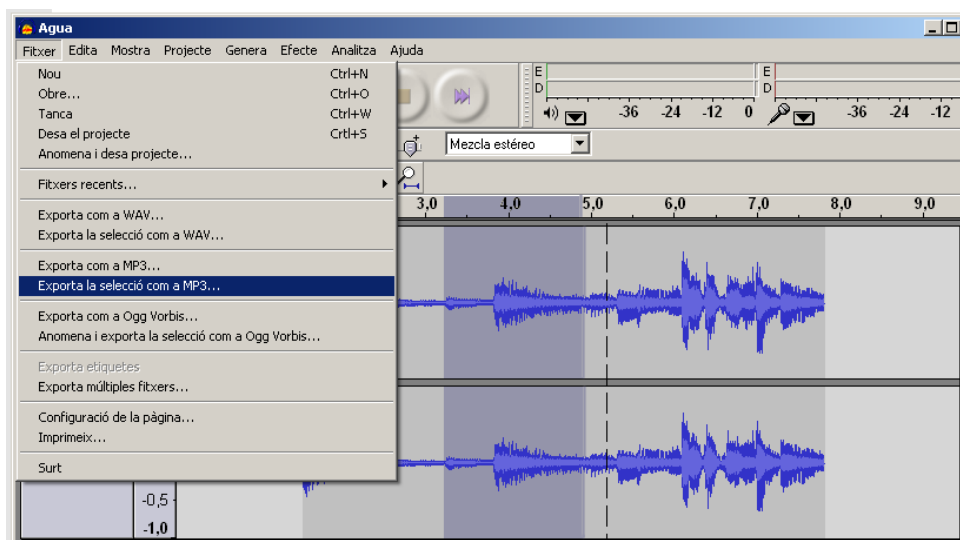 Agua
Fitxer Edita Mostra Projecte Genera Efecte Analitza Ajuda
Nou Ctrl+N
Obre... Ctrl+O
Tanca Ctrl+W
Desa el projecte Crtl+S
Anomena i desa projecte...
Fitxers recents...
Exporta com a WAV...
Exporta la selecció com a WAV...
Exporta com a MP3...
Exporta la selecció com a MP3...
Exporta com a Ogg Vorbis...
Anomena i exporta la selecció com a Ogg Vorbis...
Exporta etiquetes
Exporta múltiples fitxers...
Configuració de la pàgina...
Imprimeix...
Surt
E
D
-36 -24 -12 0
E
D
-36 -24 -12
Mezcla estéreo
3,0 4,0 5,0 6,0 7,0 8,0 9,0
-0,5
-1,0